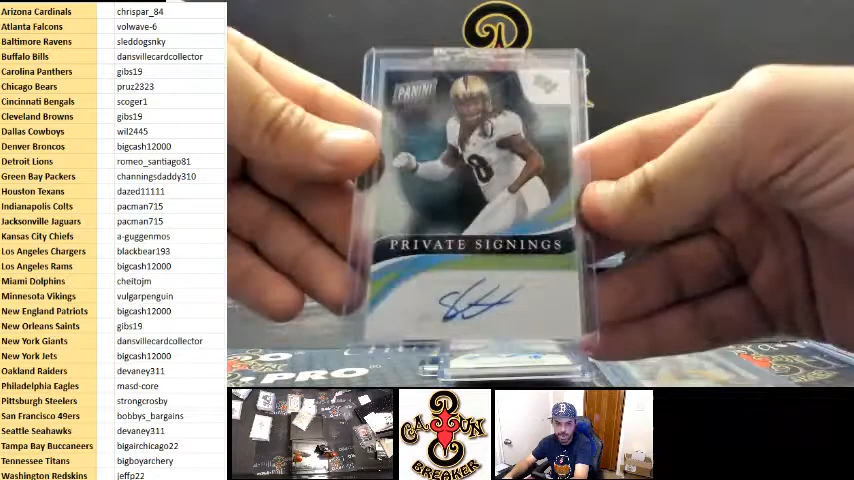 Arizona Cardinals chrispar_84
Atlanta Falcons volwave-6
Baltimore Ravens sleddogsnky
Buffalo Bills dansvillecardcollector
Carolina Panthers gibs19
Chicago Bears pruz2323
Cincinnati Bengals scoger1
Cleveland Browns gibs19
Dallas Cowboys wil2445
Denver Broncos bigcash12000
Detroit Lions romeo_santiago81
Green Bay Packers channingsdaddy310
Houston Texans dazed11111
Indianapolis Colts pacman715
Jacksonville Jaguars pacman715
Kansas City Chiefs a-guggenmos
Los Angeles Chargers blackbear193
Los Angeles Rams bigcash12000
Miami Dolphins cheitojm
Minnesota Vikings vulgarpenguin
New England Patriots bigcash12000
New Orleans Saints gibs19
New York Giants dansvillecardcollector
New York Jets bigcash12000
Oakland Raiders devaney311
Philadelphia Eagles masd-core
Pittsburgh Steelers strongcrosby
San Francisco 49ers bobbys_bargains
Seattle Seahawks devaney311
Tampa Bay Buccaneers bigairchicago22
Tennessee Titans bigboyarchery
Washington Redskins jeffp22
PANINI
8
PRIVATE SIGNINGS
PRO
CAJUN
BREAKER
B